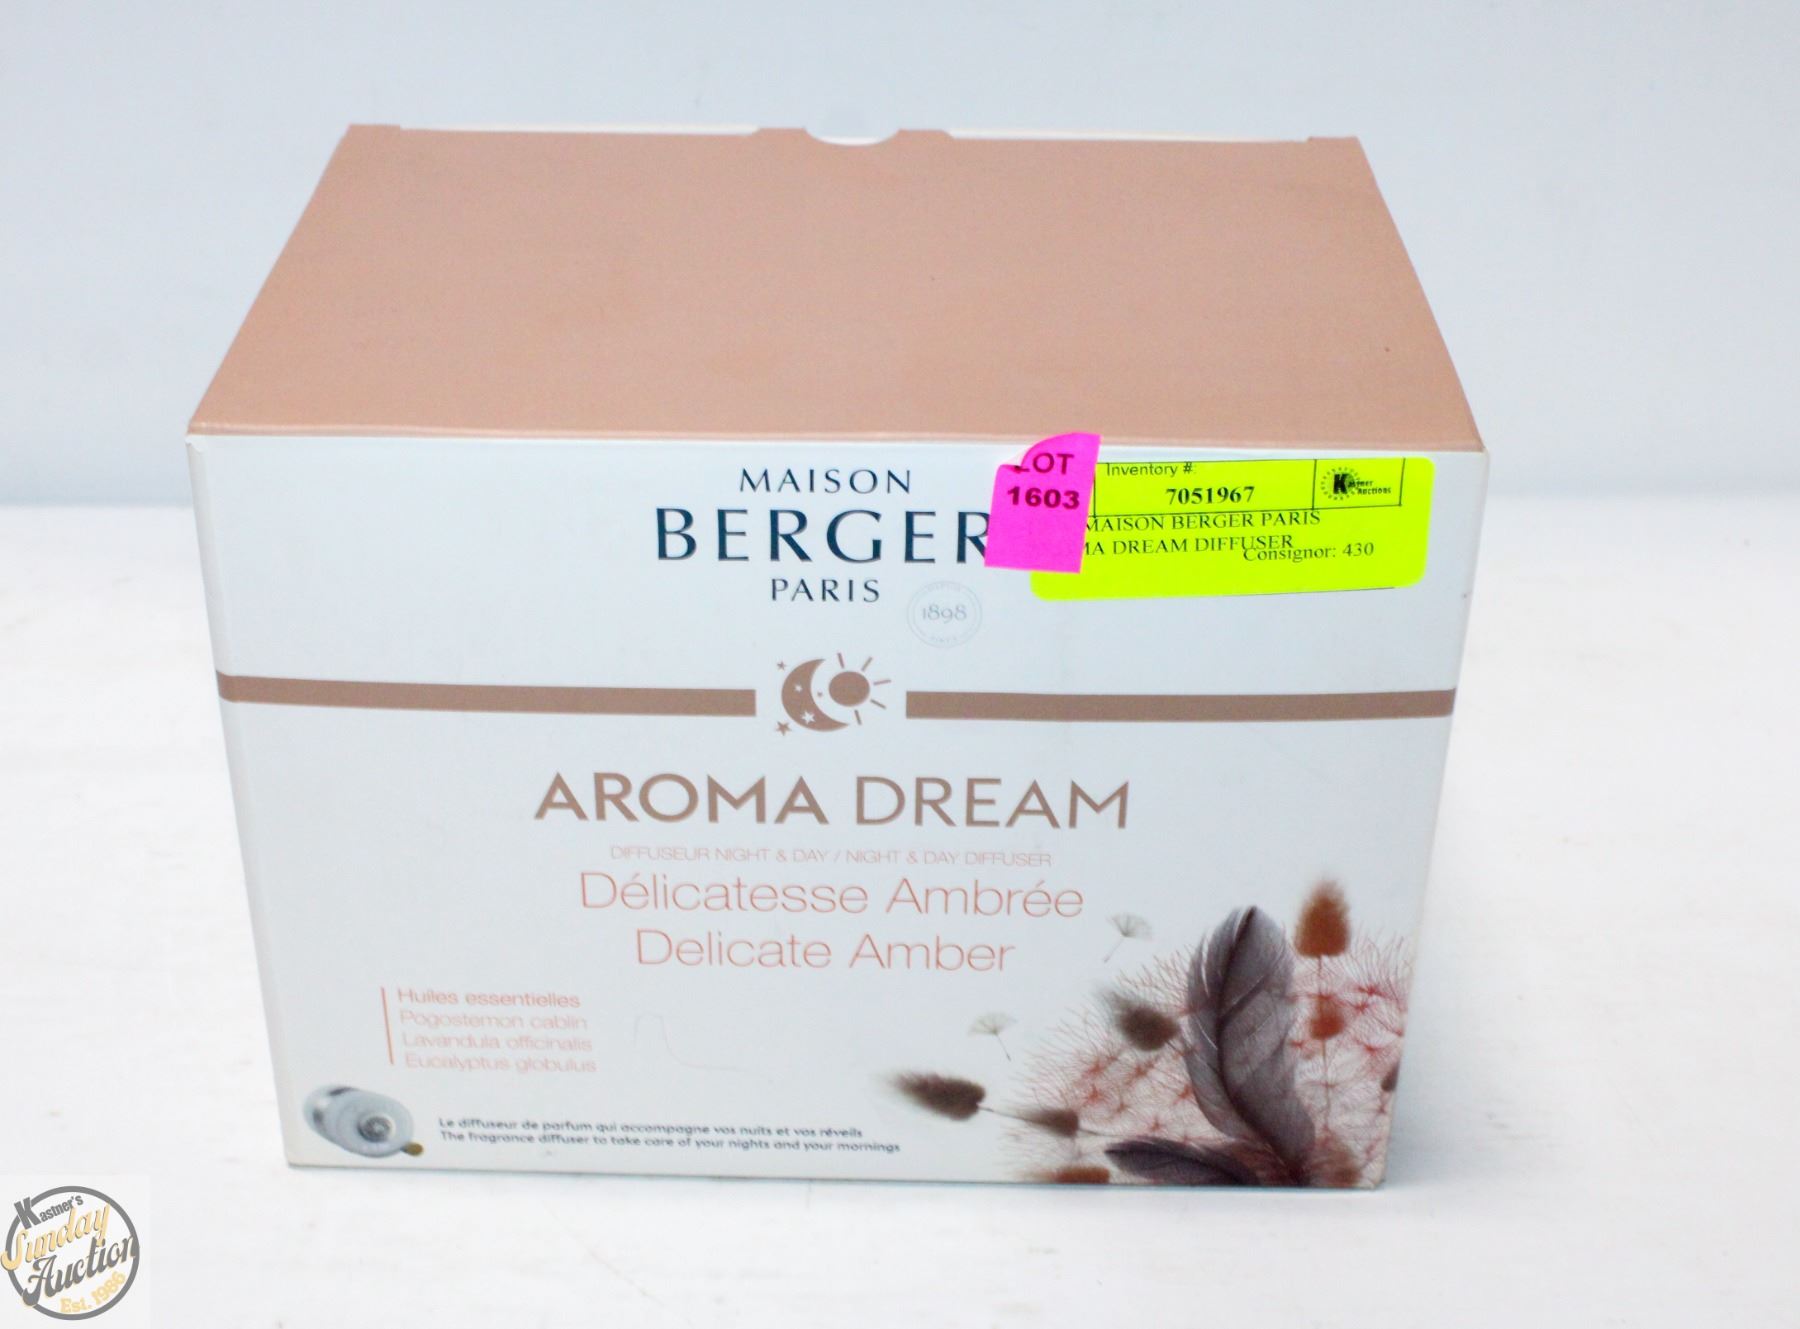 MAISON
BERGER
PARIS
1898
LOT
1603
Inventory #:
7051967
Kastner
Auctions
MAISON BERGER PARIS
MA DREAM DIFFUSER
Consignor: 430
AROMA DREAM
DIFFUSEUR NIGHT & DAY / NIGHT & DAY DIFFUSER
Délicatesse Ambrée
Delicate Amber
Huiles essentielles
Pogostemon cablin
Lavandula officinalis
Eucalyptus globulus
Le diffuseur de parfum qui accompagne vos nuits et vos réveils
The fragrance diffuser to take care of your nights and your mornings
Kastner's
Sunday
Auction
Est. 1986